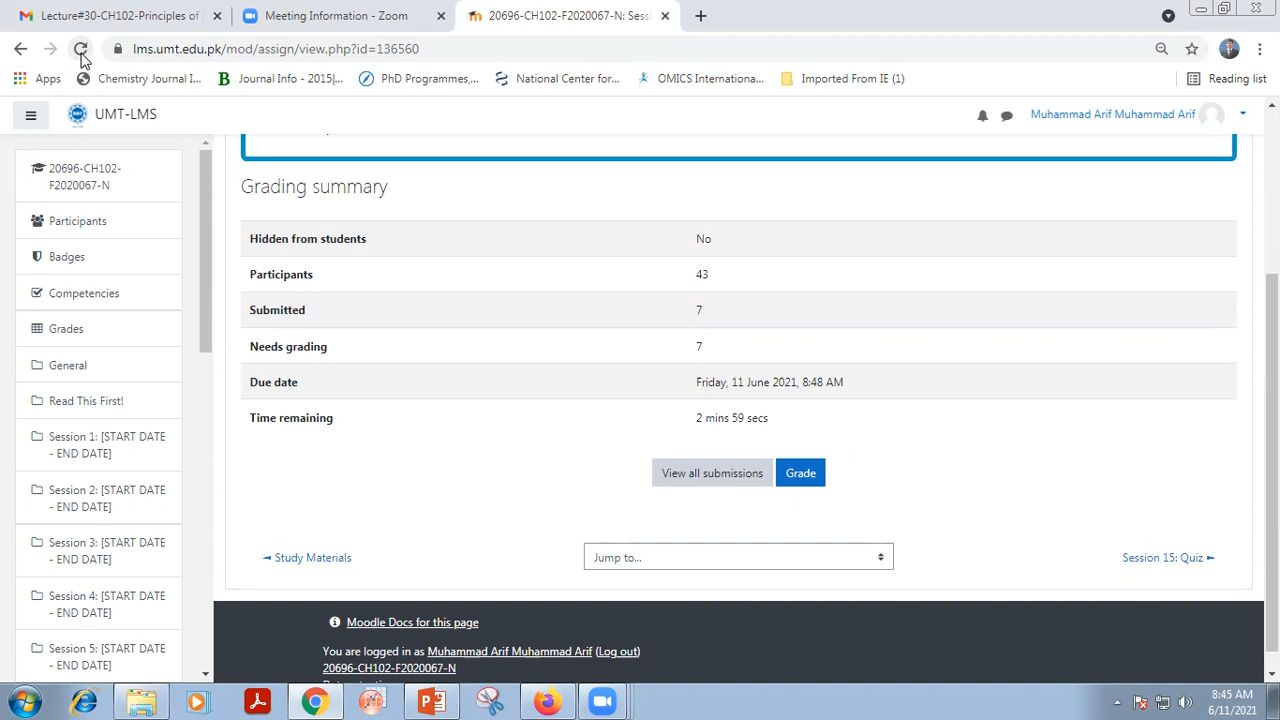 Lecture#30-CH102-Principles of
Meeting Information - Zoom
20696-CH102-F2020067-N: Sess
lms.umt.edu.pk/mod/assign/view.php?id=136560
Apps
Chemistry Journal I...
Journal Info - 2015|...
PhD Programmes,...
National Center for...
OMICS Internationa...
Imported From IE (1)
Reading list
UMT-LMS
Muhammad Arif Muhammad Arif
20696-CH102-
F2020067-N
Participants
Badges
Competencies
Grades
General
Read This First!
Session 1: [START DATE
- END DATE]
Session 2: [START DATE
- END DATE]
Session 3: [START DATE
- END DATE]
Session 4: [START DATE
- END DATE]
Session 5: [START DATE
- END DATE]
Grading summary
Hidden from students No
Participants 43
Submitted 7
Needs grading 7
Due date Friday, 11 June 2021, 8:48 AM
Time remaining 2 mins 59 secs
View all submissions Grade
◄ Study Materials
Jump to...
Session 15: Quiz ►
Moodle Docs for this page
You are logged in as Muhammad Arif Muhammad Arif (Log out)
20696-CH102-F2020067-N
8:45 AM
6/11/2021